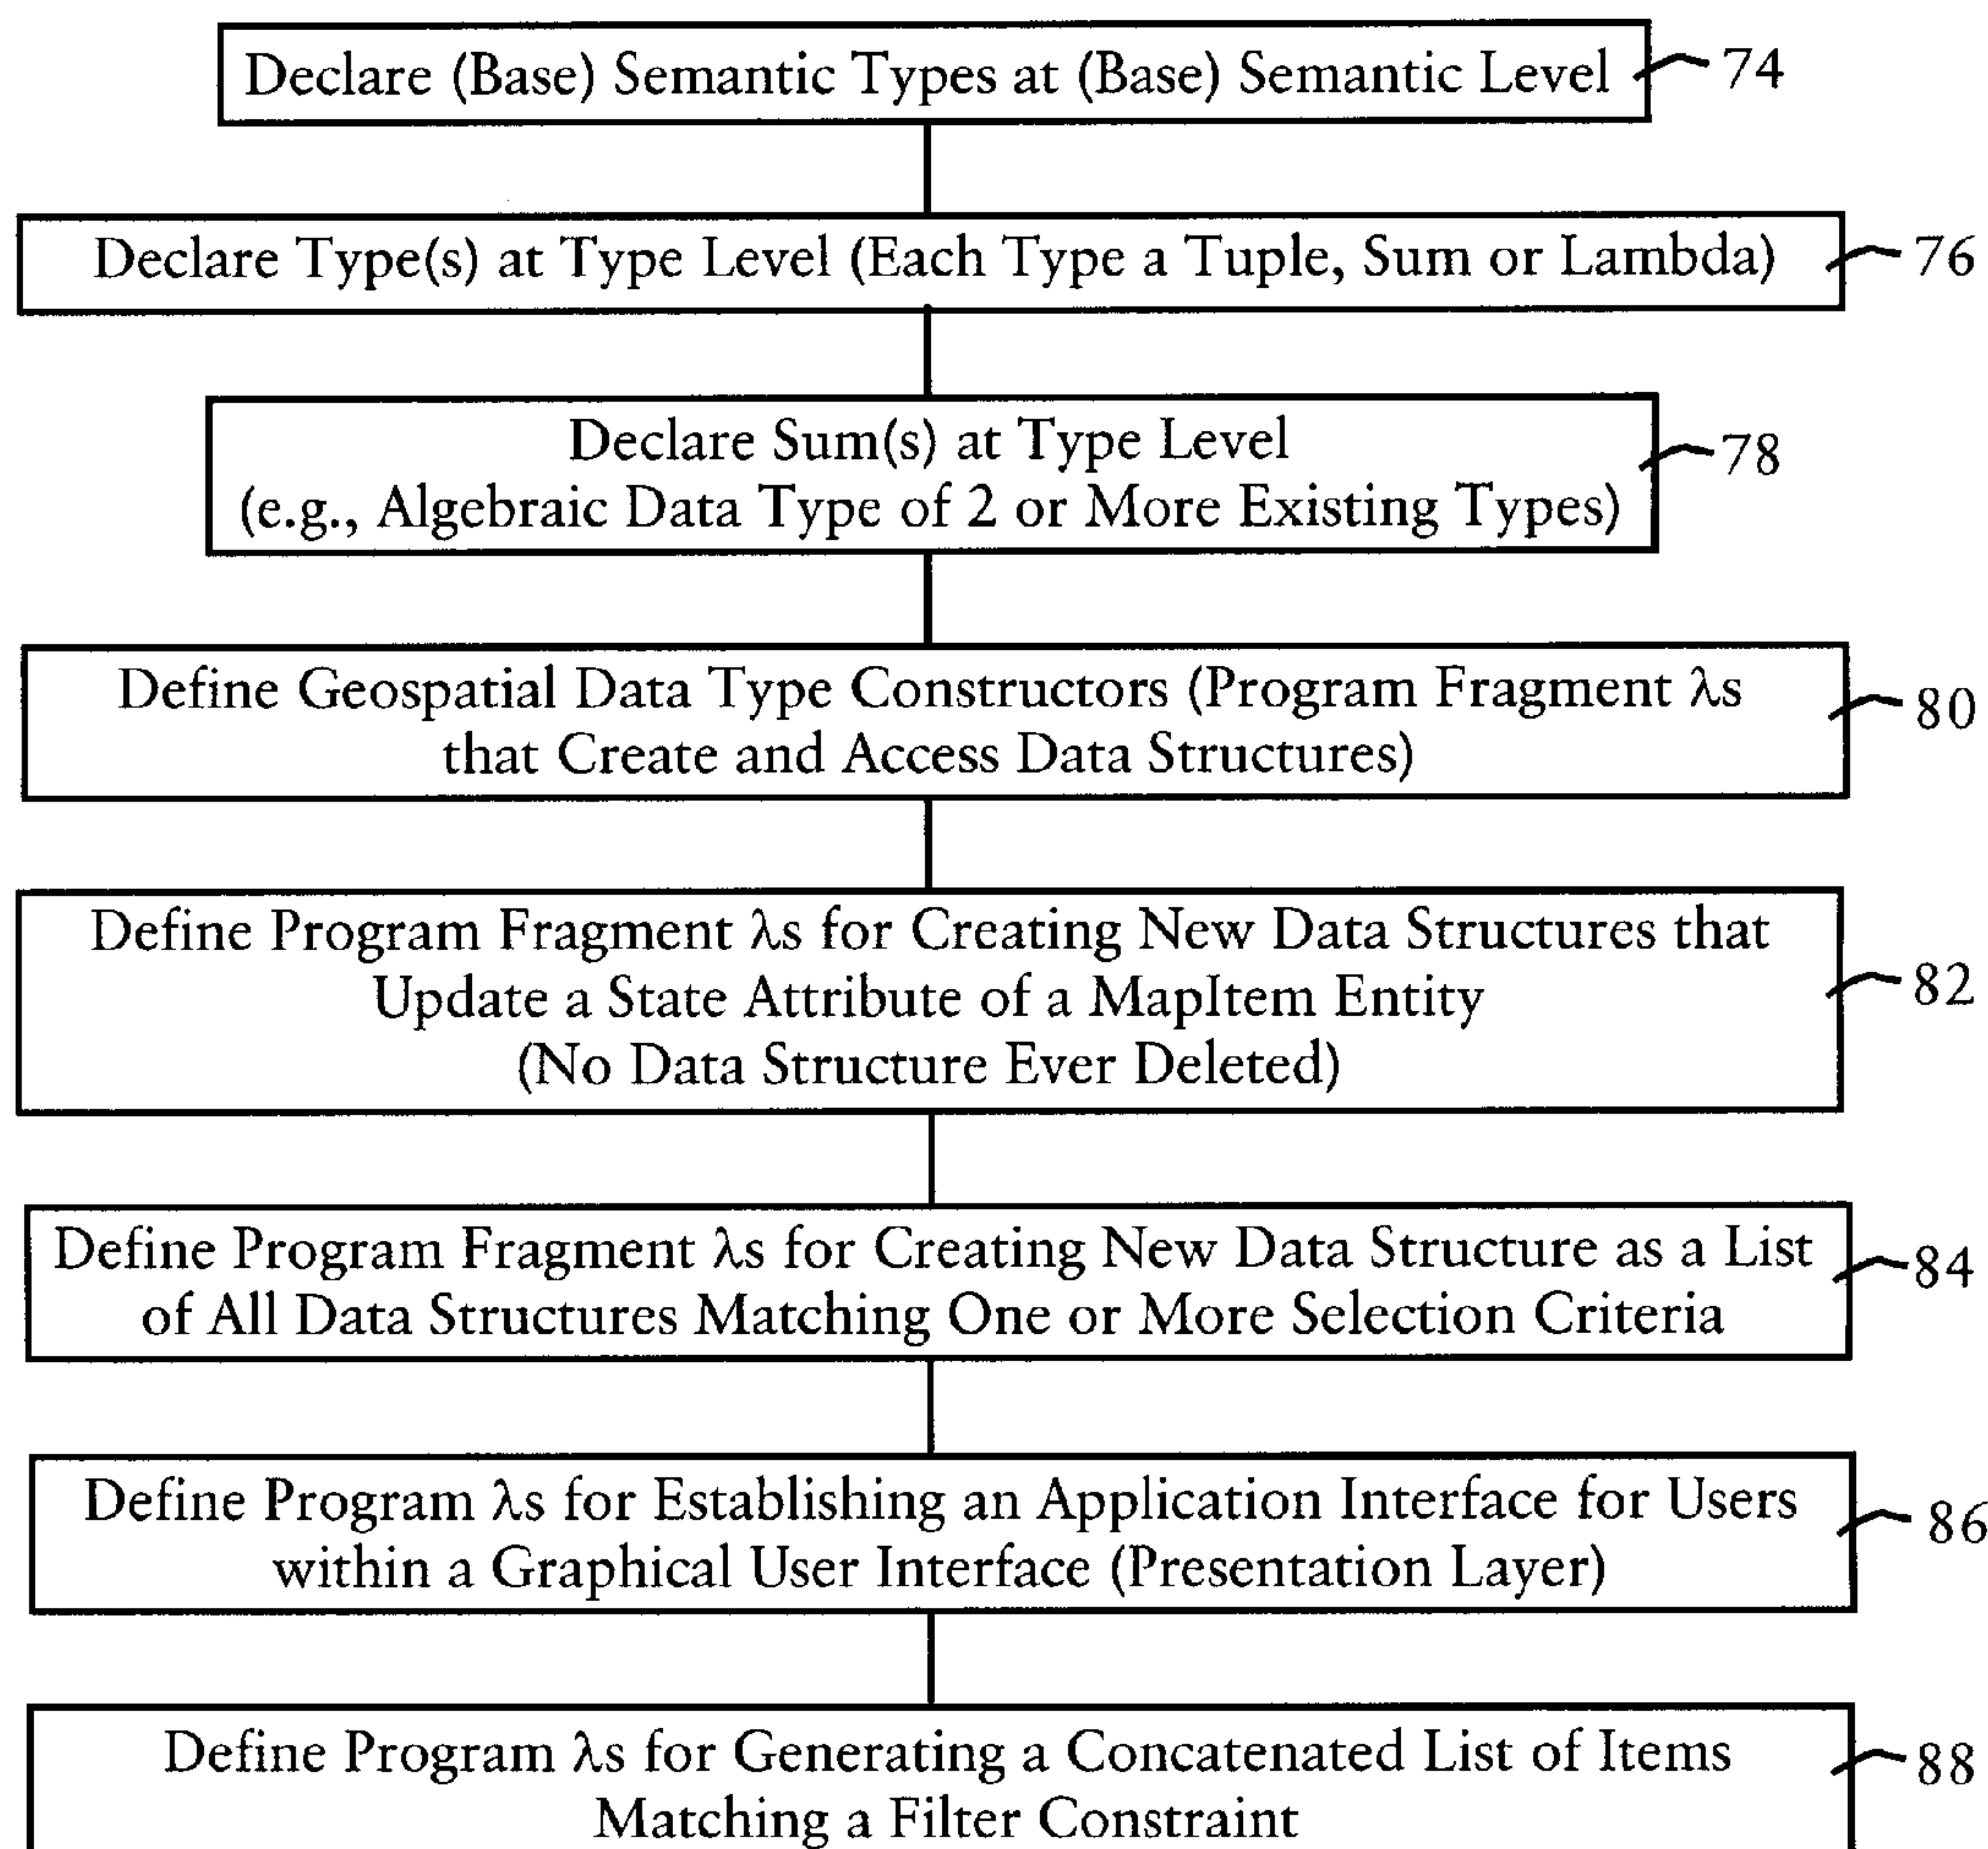 Declare (Base) Semantic Types at (Base) Semantic Level
74
Declare Type(s) at Type Level (Each Type a Tuple, Sum or Lambda)
76
Declare Sum(s) at Type Level
(e.g., Algebraic Data Type of 2 or More Existing Types)
78
Define Geospatial Data Type Constructors (Program Fragment λs
that Create and Access Data Structures)
80
Define Program Fragment λs for Creating New Data Structures that
Update a State Attribute of a MapItem Entity
(No Data Structure Ever Deleted)
82
Define Program Fragment λs for Creating New Data Structure as a List
of All Data Structures Matching One or More Selection Criteria
84
Define Program λs for Establishing an Application Interface for Users
within a Graphical User Interface (Presentation Layer)
86
Define Program λs for Generating a Concatenated List of Items
Matching a Filter Constraint
88